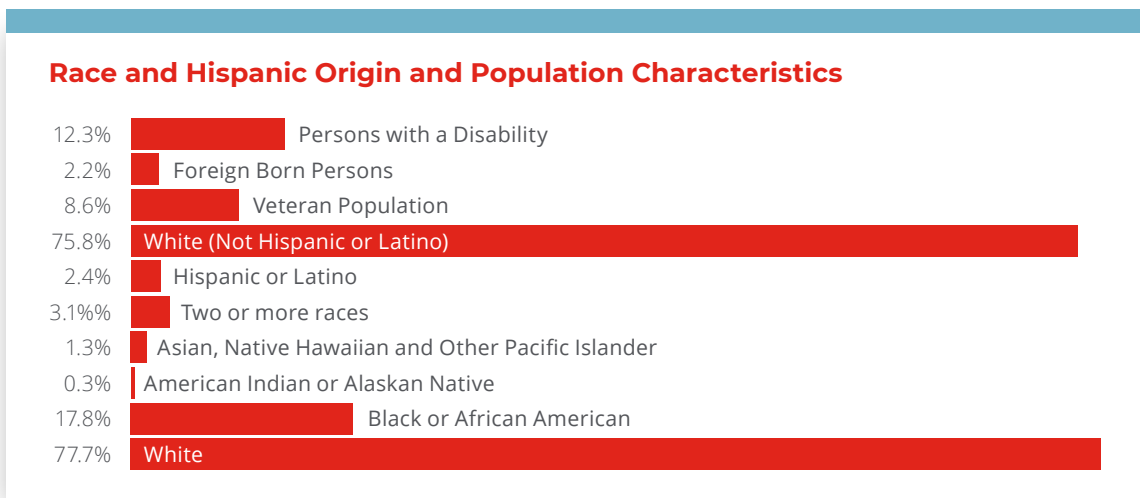 Race and Hispanic Origin and Population Characteristics
12.3% Persons with a Disability
2.2% Foreign Born Persons
8.6% Veteran Population
75.8% White (Not Hispanic or Latino)
2.4% Hispanic or Latino
3.1%% Two or more races
1.3% Asian, Native Hawaiian and Other Pacific Islander
0.3% American Indian or Alaskan Native
17.8% Black or African American
77.7% White